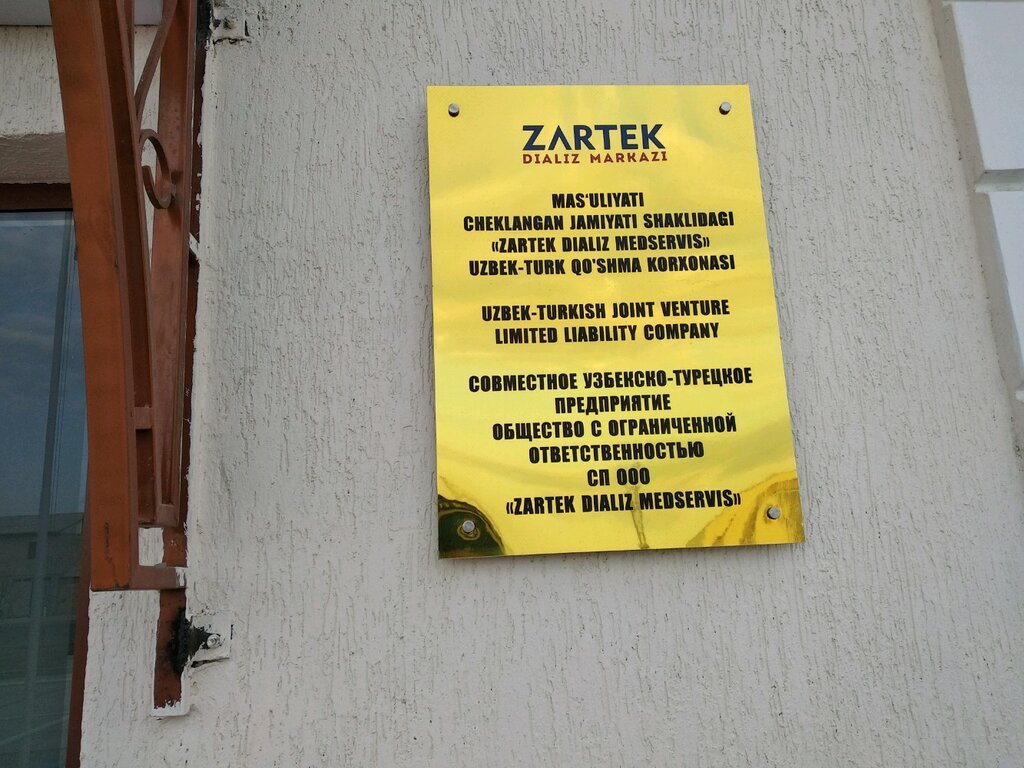 ZARTEK
DIALIZ MARKAZI
MAS'ULIYATI
CHEKLANGAN JAMIYATI SHAKLIDAGI
«ZARTEK DIALIZ MEDSERVIS»
UZBEK-TURK QO'SHMA KORXONASI
UZBEK-TURKISH JOINT VENTURE
LIMITED LIABILITY COMPANY
СОВМЕСТНОЕ УЗБЕКСКО-ТУРЕЦКОЕ
ПРЕДПРИЯТИЕ
ОБЩЕСТВО С ОГРАНИЧЕННОЙ
ОТВЕТСТВЕННОСТЬЮ
СП ООО
«ZARTEK DIALIZ MEDSERVIS»